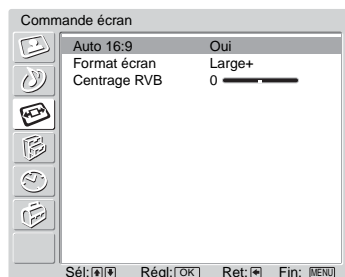 Commande écran
Auto 16:9 Oui
Format écran Large+
Centrage RVB 0
Sél: Régl: OK Ret: Fin: MENU